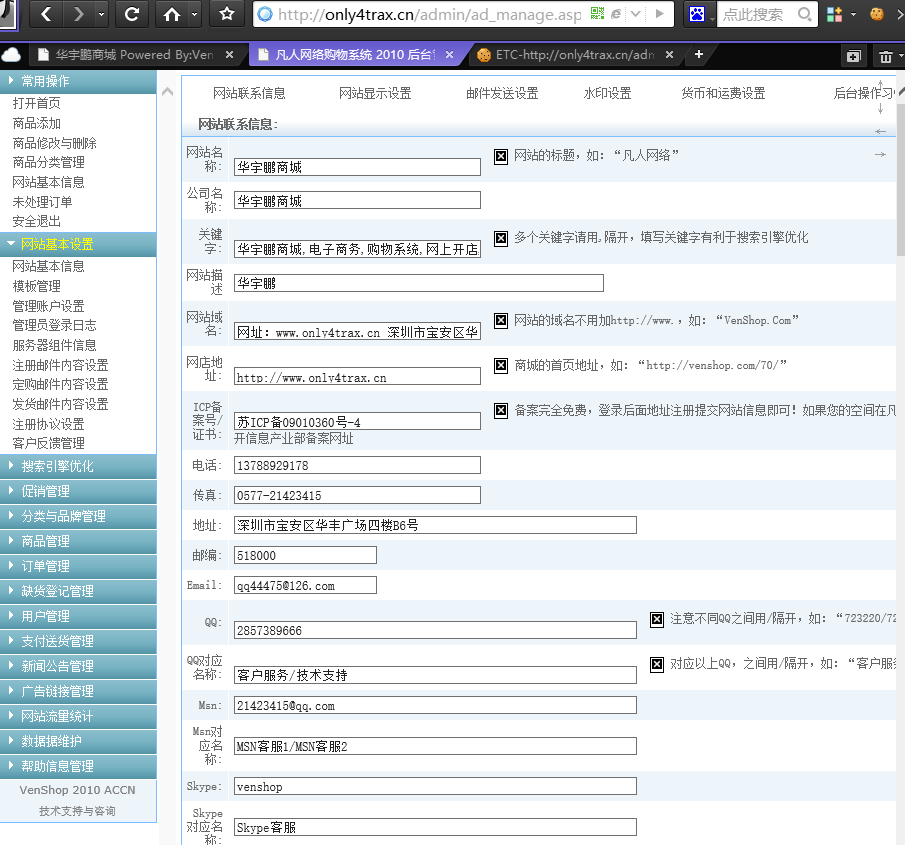 http://only4trax.cn/admin/ad_manage.asp
点此搜索
华宇鹏商城 Powered By:Ven
凡人网络购物系统 2010 后台
ETC-http://only4trax.cn/adm
常用操作
打开首页
商品添加
商品修改与删除
商品分类管理
网站基本信息
未处理订单
安全退出
网站基本设置
网站基本信息
模板管理
管理账户设置
管理员登录日志
服务器组件信息
注册邮件内容设置
定购邮件内容设置
发货邮件内容设置
注册协议设置
客户反馈管理
搜索引擎优化
促销管理
分类与品牌管理
商品管理
订单管理
缺货登记管理
用户管理
支付送货管理
新闻公告管理
广告链接管理
网站流量统计
数据据维护
帮助信息管理
VenShop 2010 ACCN
技术支持与咨询
网站联系信息 网站显示设置 邮件发送设置 水印设置 货币和运费设置 后台操作习
网站联系信息:
网站名称: 华宇鹏商城 网站的标题，如：“凡人网络”
公司名称: 华宇鹏商城
关键字: 华宇鹏商城,电子商务,购物系统,网上开店 多个关键字请用,隔开，填写关键字有利于搜索引擎优化
网站描述 华宇鹏
网站域名: 网址：www.only4trax.cn 深圳市宝安区华 网站的域名不用加http://www.，如：“VenShop.Com”
网店地址: http://www.only4trax.cn 商城的首页地址，如：“http://venshop.com/70/”
ICP备案号/证书: 苏ICP备09010360号-4 备案完全免费，登录后面地址注册提交网站信息即可！如果您的空间在凡
开信息产业部备案网址
电话: 13788929178
传真: 0577-21423415
地址: 深圳市宝安区华丰广场四楼B6号
邮编: 518000
Email: qq44475@126.com
QQ: 2857389666 注意不同QQ之间用/隔开，如：“723220/72
QQ对应名称: 客户服务/技术支持 对应以上QQ，之间用/隔开，如：“客户服
Msn: 21423415@qq.com
Msn对应名称: MSN客服1/MSN客服2
Skype: venshop
Skype对应名称: Skype客服